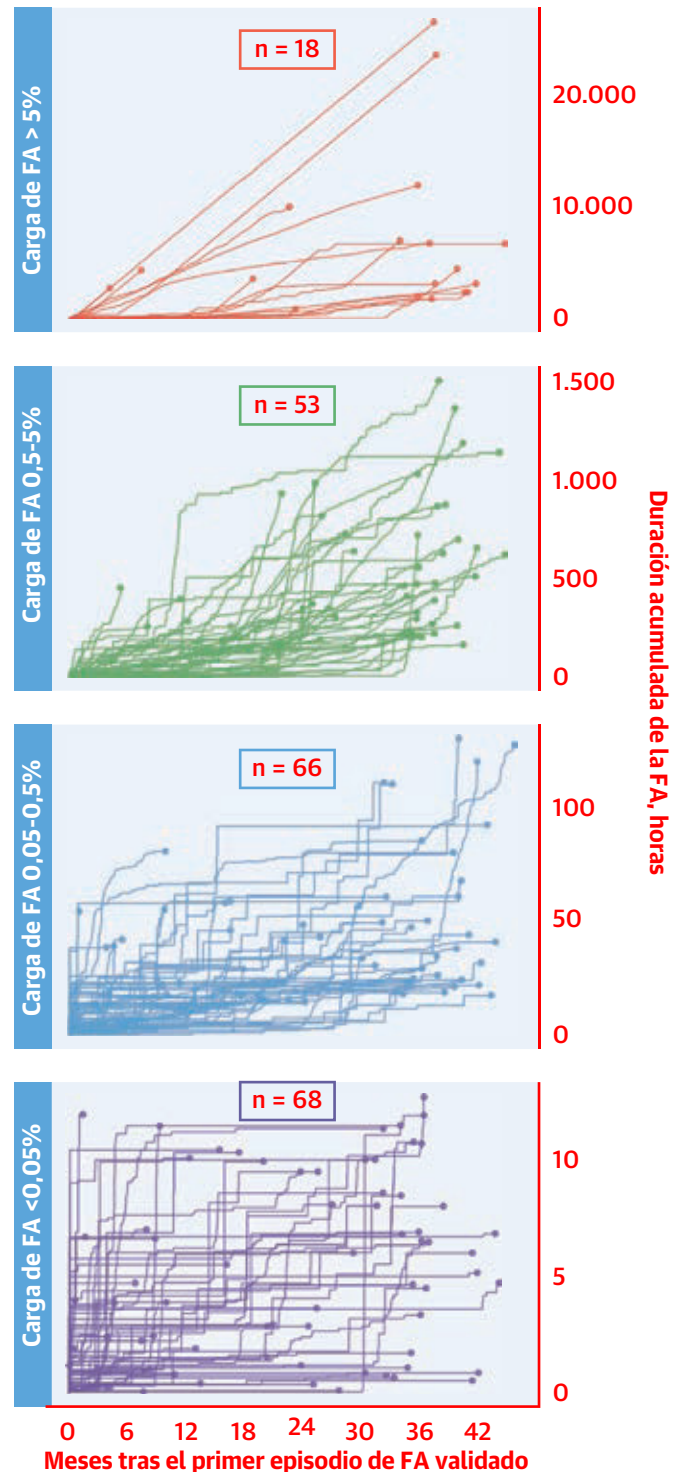 Carga de FA > 5%
n = 18
20.000
10.000
0
Carga de FA 0,5-5%
n = 53
1.500
1.000
500
0
Duración acumulada de la FA, horas
Carga de FA 0,05-0,5%
n = 66
100
50
0
Carga de FA <0,05%
n = 68
10
5
0
0 6 12 18 24 30 36 42
Meses tras el primer episodio de FA validado